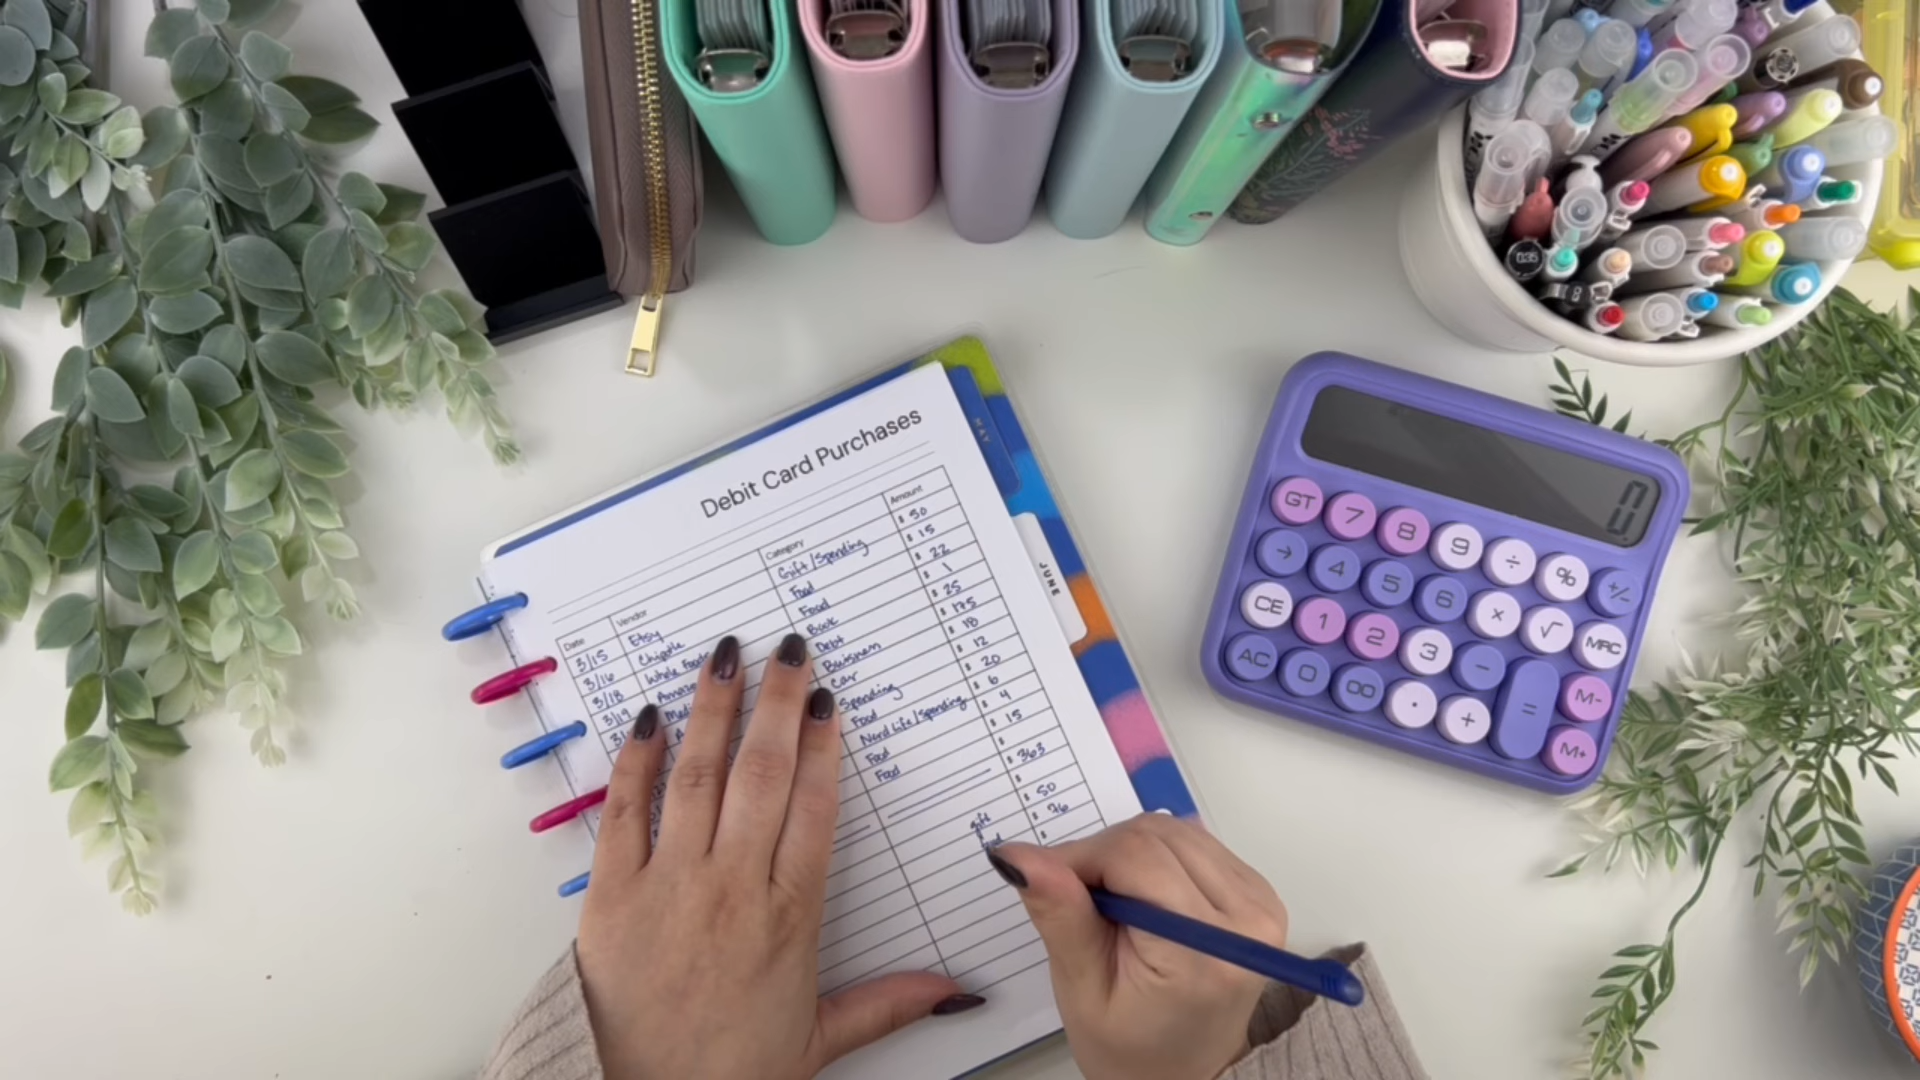 Debit Card Purchases
Date Vendor Category Amount
3/15 Etsy Gift/Spending $ 50
3/16 Chipotle Food $ 15
3/18 Whole Foods Food $ 22
3/19 Book $ 1
Debt $ 25
$ 175
Car $ 18
Spending $ 12
Food $ 20
Nerd Life/Spending $ 6
Food $ 4
Food $ 15
$
$ 363
$
gift $ 50
$ 76
$
MAY
JUNE
0.
GT 7 8 9 ÷ % +/-
→ 4 5 6 × √ MRC
CE 1 2 3 − M-
AC 0 00 · + = M+